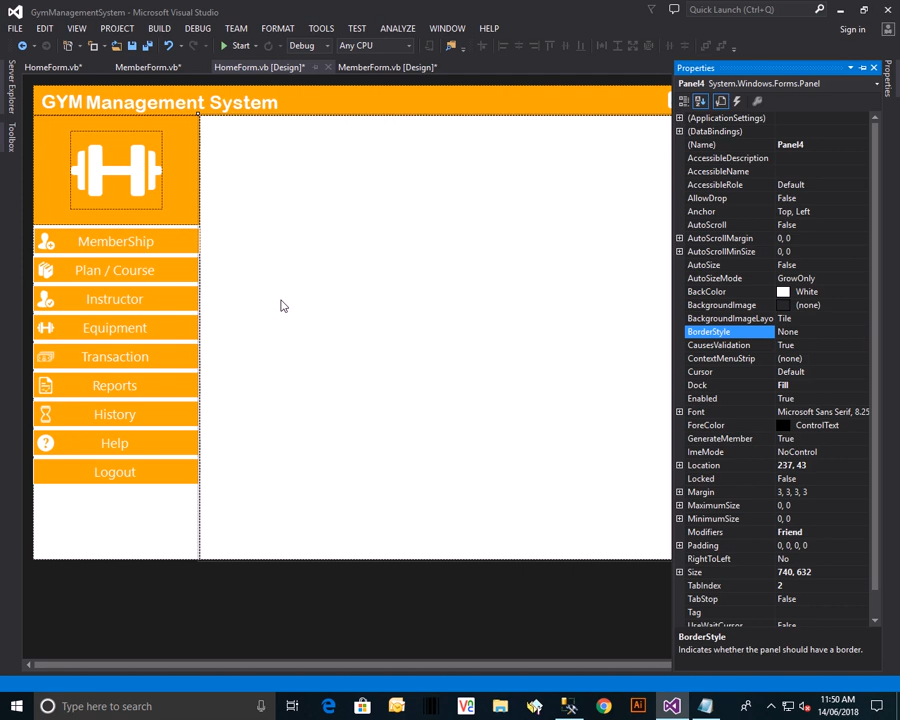 GymManagementSystem - Microsoft Visual Studio
Quick Launch (Ctrl+Q)
FILE EDIT VIEW PROJECT BUILD DEBUG TEAM FORMAT TOOLS TEST ANALYZE WINDOW HELP
Sign in
Start Debug Any CPU
HomeForm.vb* MemberForm.vb* HomeForm.vb [Design]* MemberForm.vb [Design]*
Server Explorer
Toolbox
GYM Management System
MemberShip
Plan / Course
Instructor
Equipment
Transaction
Reports
History
Help
Logout
Properties
Properties
Panel4 System.Windows.Forms.Panel
(ApplicationSettings)
(DataBindings)
(Name) Panel4
AccessibleDescription
AccessibleName
AccessibleRole Default
AllowDrop False
Anchor Top, Left
AutoScroll False
AutoScrollMargin 0, 0
AutoScrollMinSize 0, 0
AutoSize False
AutoSizeMode GrowOnly
BackColor White
BackgroundImage (none)
BackgroundImageLayo Tile
BorderStyle None
CausesValidation True
ContextMenuStrip (none)
Cursor Default
Dock Fill
Enabled True
Font Microsoft Sans Serif, 8.25
ForeColor ControlText
GenerateMember True
ImeMode NoControl
Location 237, 43
Locked False
Margin 3, 3, 3, 3
MaximumSize 0, 0
MinimumSize 0, 0
Modifiers Friend
Padding 0, 0, 0, 0
RightToLeft No
Size 740, 632
TabIndex 2
TabStop False
Tag
UseWaitCursor False
BorderStyle
Indicates whether the panel should have a border.
Type here to search
11:50 AM
14/06/2018